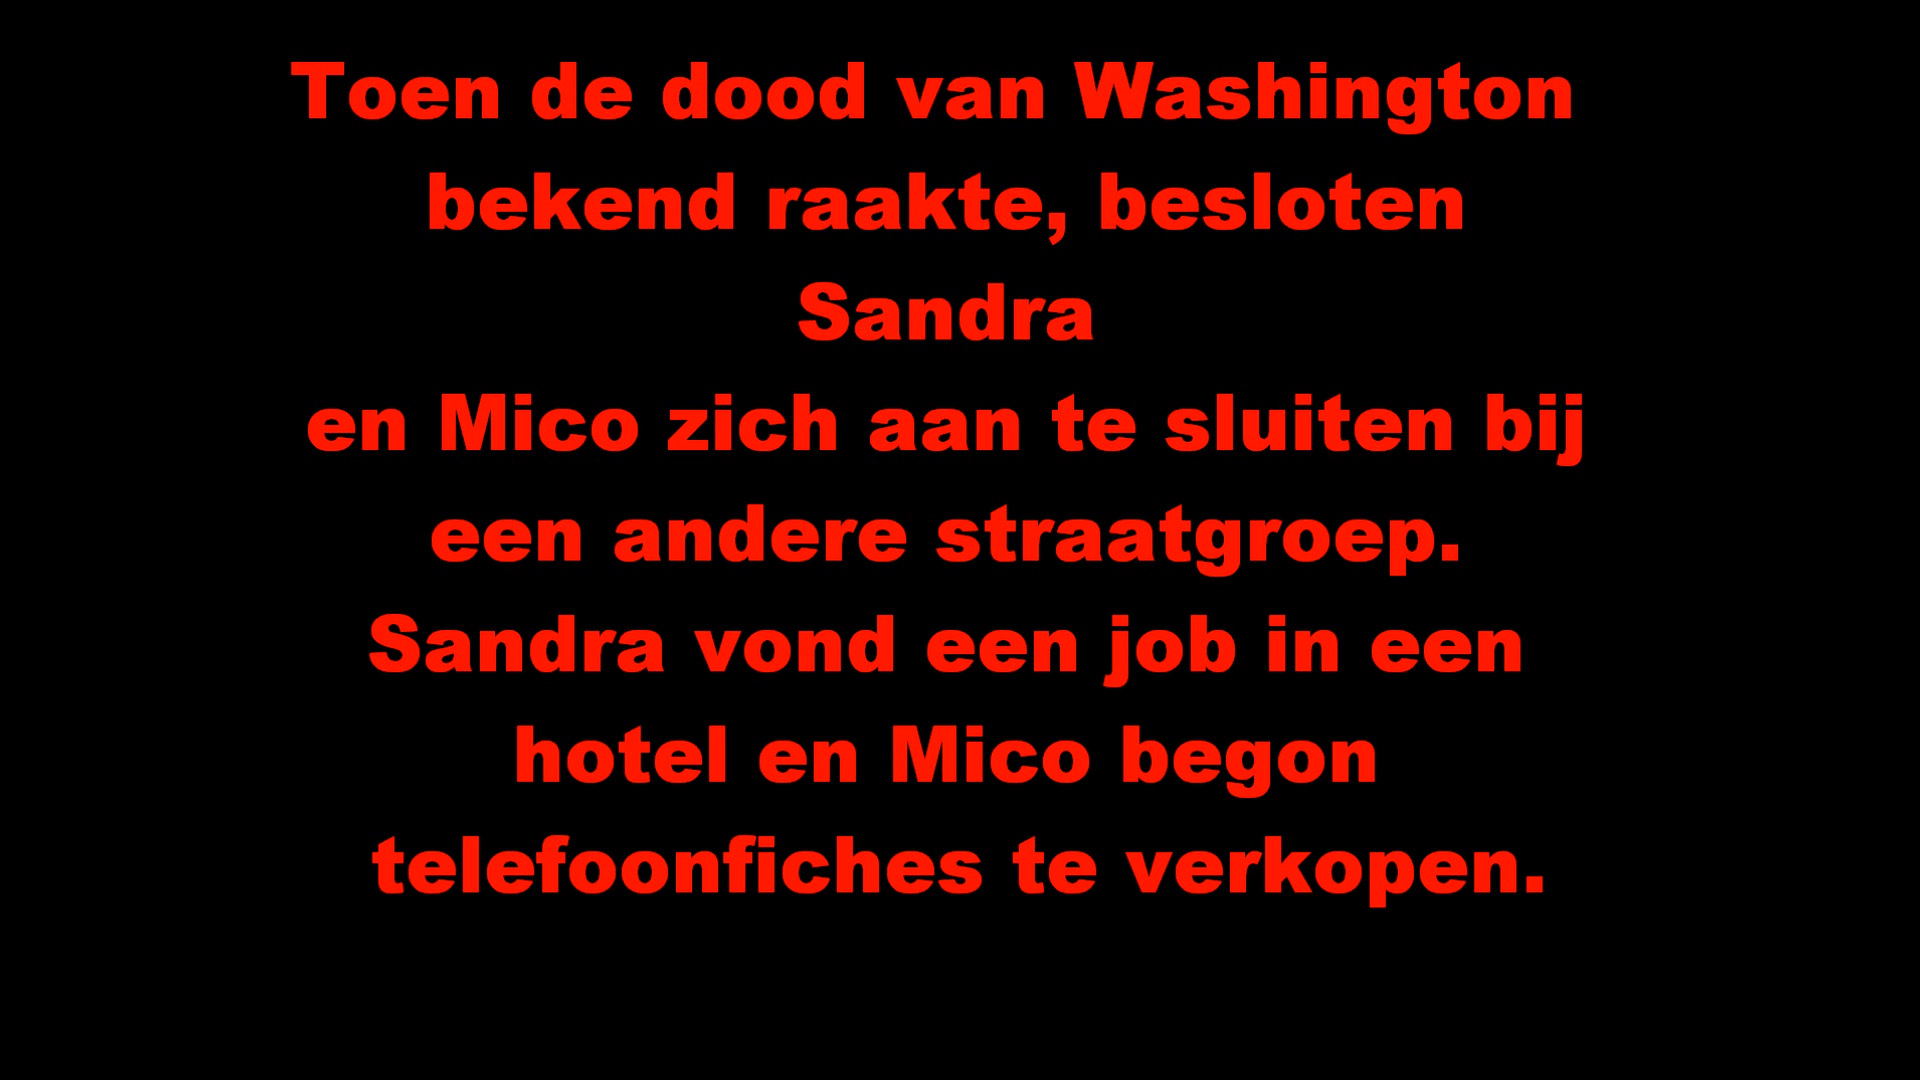 Toen de dood van Washington
bekend raakte, besloten
Sandra
en Mico zich aan te sluiten bij
een andere straatgroep.
Sandra vond een job in een
hotel en Mico begon
telefoonfiches te verkopen.